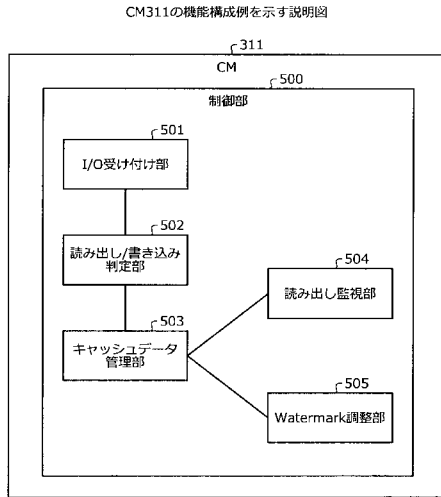 CM311の機能構成例を示す説明図
311
CM
500
制御部
501
I/O受け付け部
502
読み出し/書き込み
判定部
503
キャッシュデータ
管理部
504
読み出し監視部
505
Watermark調整部